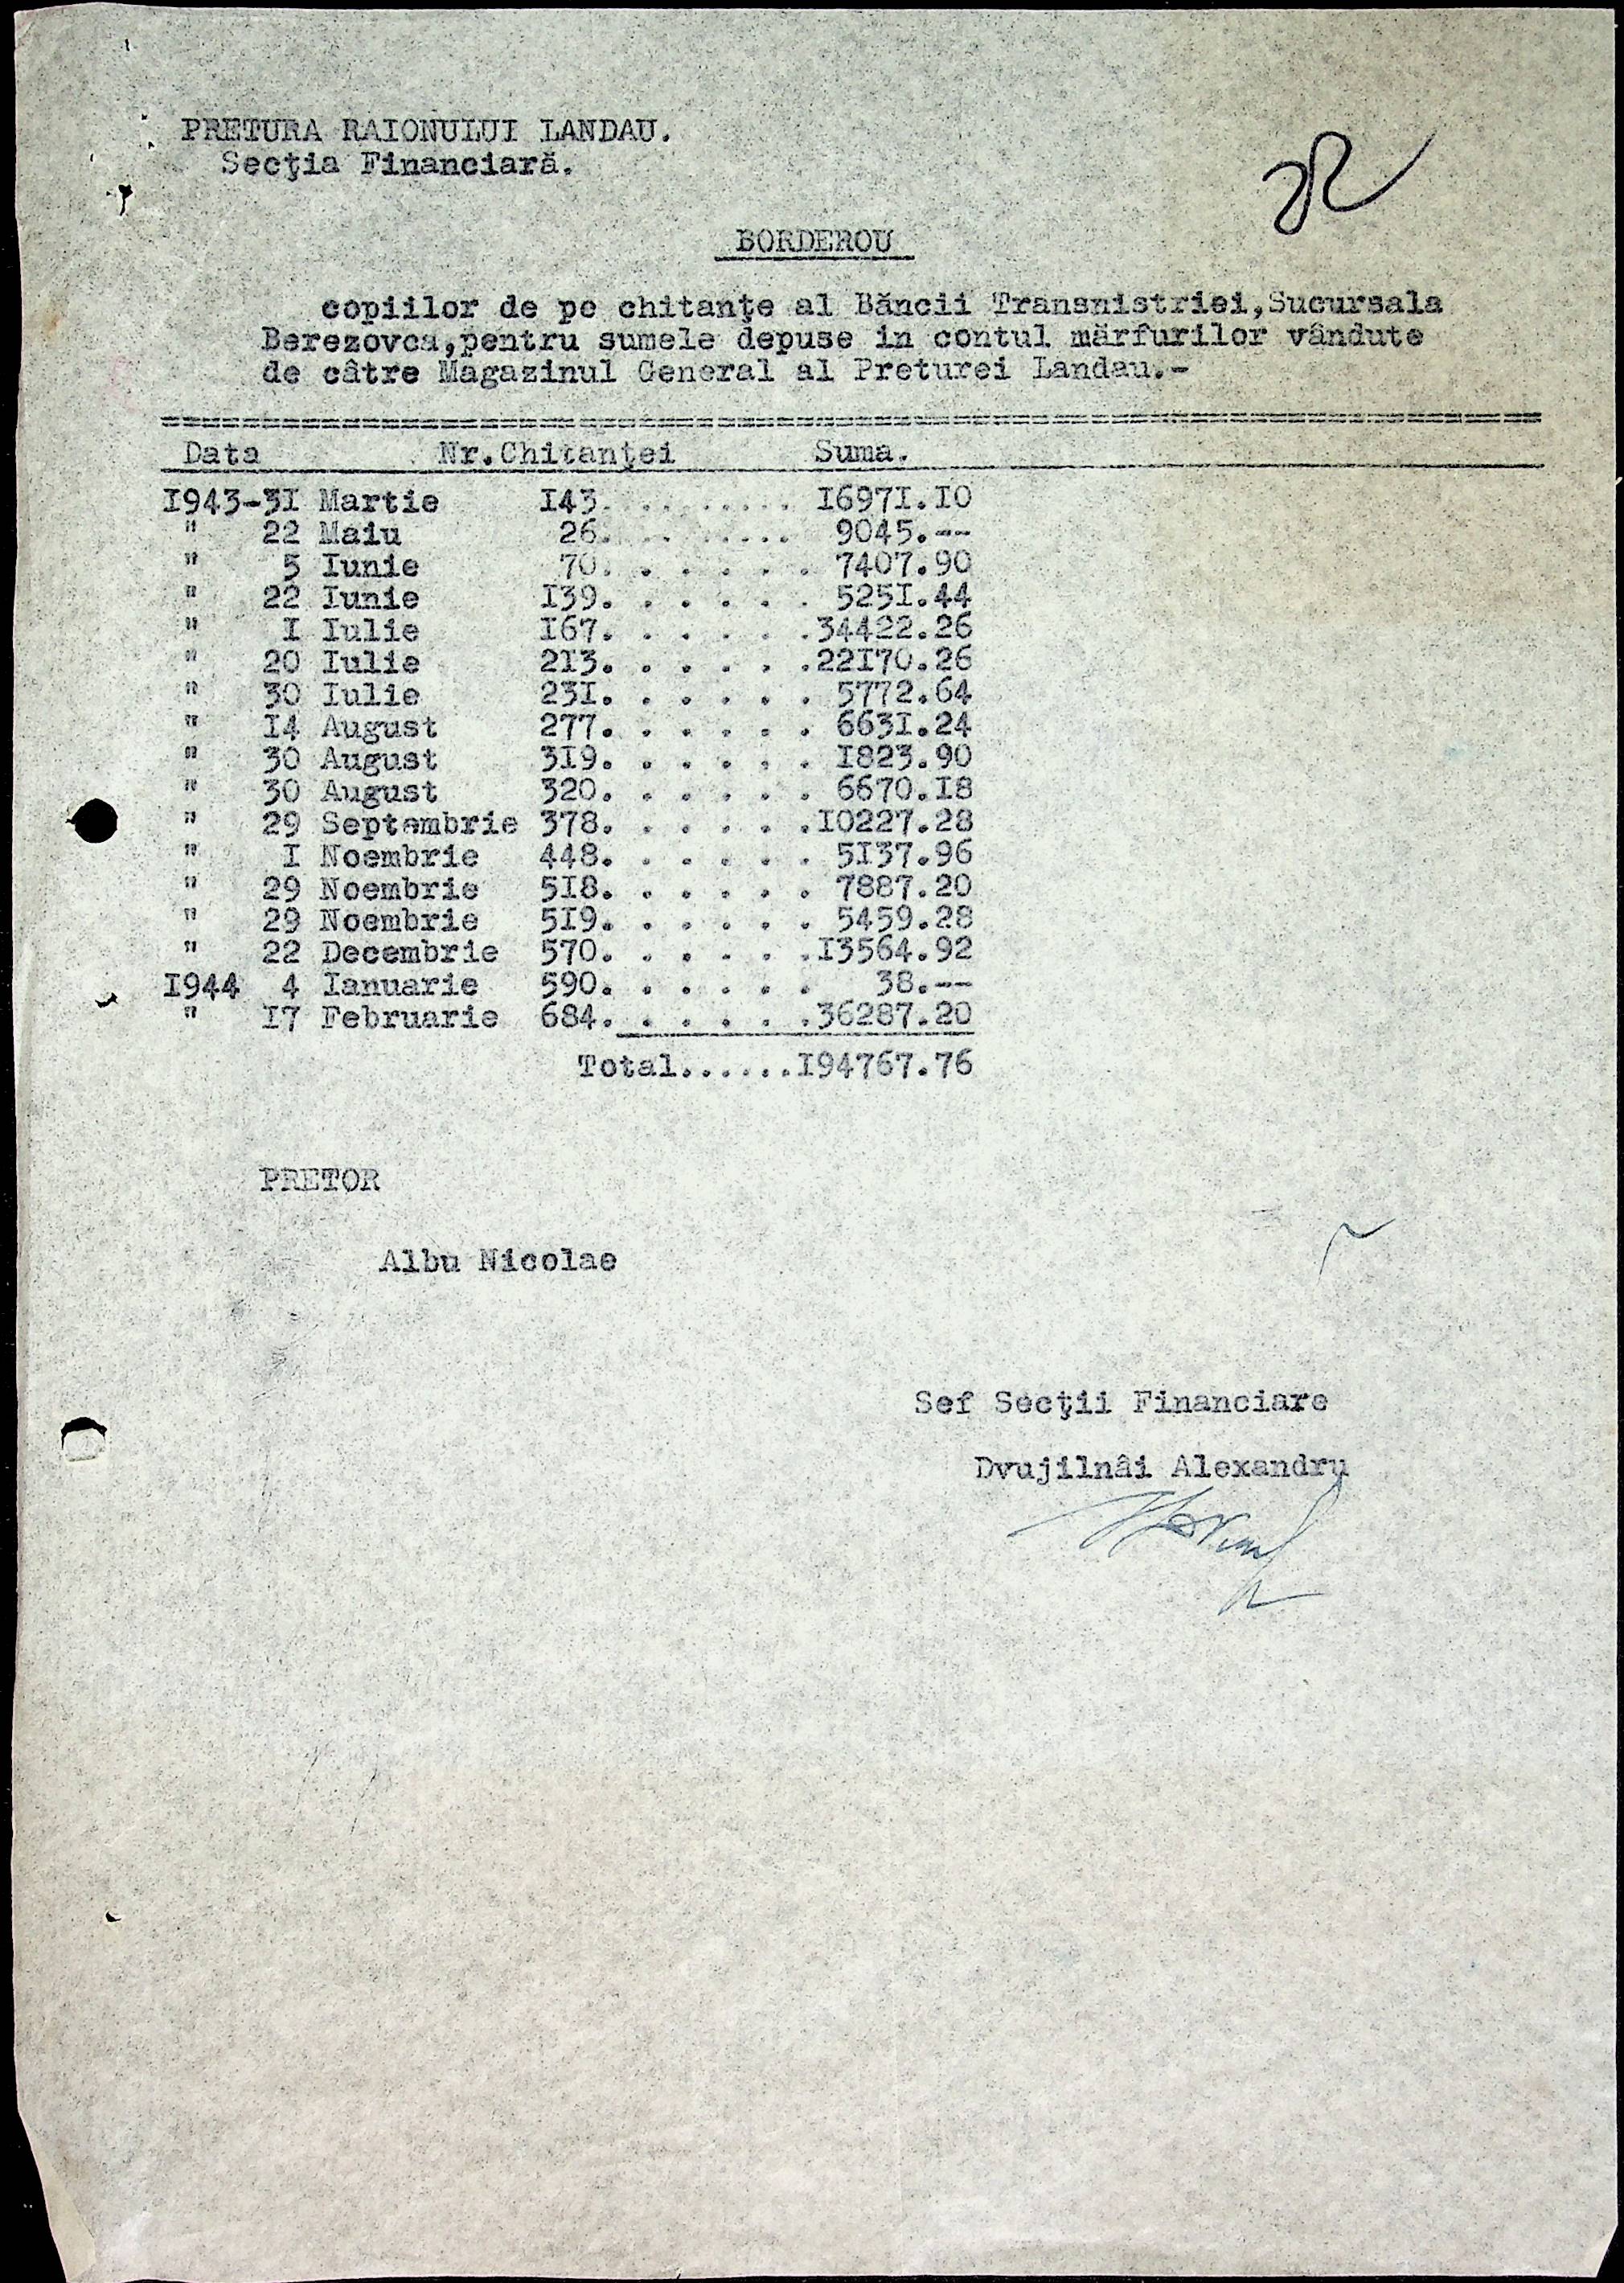 PRETURA RAIONULUI LANDAU.
Secţia Financiară.
BORDEROU
copiilor de pe chitanţe al Băncii Transnistriei,Sucursala
Berezovca,pentru sumele depuse in contul mărfurilor vândute
de câtre Magazinul General al Preturei Landau.-
Data Nr.Chitanţei Suma.
I943-3I Martie I43. . . . . . . . . I697I.I0
" 22 Maiu 26. . . . . . . . . 9045.--
" 5 Iunie 70. . . . . . 7407.90
" 22 Iunie I39. . . . . . 525I.44
" I Iulie I67. . . . . .34422.26
" 20 Iulie 2I3. . . . . .22I70.26
" 30 Iulie 23I. . . . . . 5772.64
" I4 August 277. . . . . . 663I.24
" 30 August 3I9. . . . . . I823.90
" 30 August 320. . . . . . 6670.I8
" 29 Septembrie 378. . . . . .I0227.28
" I Noembrie 448. . . . . . 5I37.96
" 29 Noembrie 5I8. . . . . . 7887.20
" 29 Noembrie 5I9. . . . . . 5459.28
" 22 Decembrie 570. . . . . .I3564.92
I944 4 Ianuarie 590. . . . . . 38.--
" I7 Februarie 684. . . . . .36287.20
Total......I94767.76
PRETOR
Albu Nicolae
Sef Secţii Financiare
Dvujilnâi Alexandru